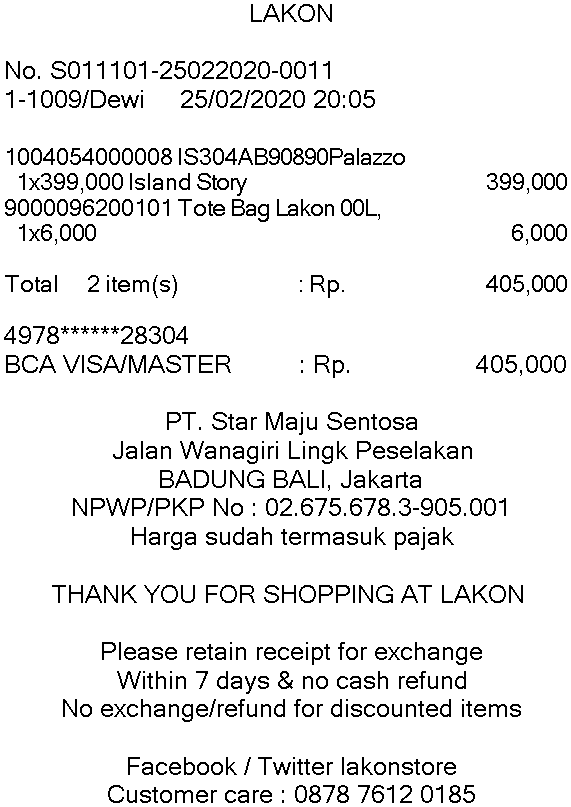 LAKON
No. S011101-25022020-0011
1-1009/Dewi 25/02/2020 20:05
1004054000008 IS304AB90890Palazzo
1x399,000 Island Story 399,000
9000096200101 Tote Bag Lakon 00L,
1x6,000 6,000
Total 2 item(s) : Rp. 405,000
4978******28304
BCA VISA/MASTER : Rp. 405,000
PT. Star Maju Sentosa
Jalan Wanagiri Lingk Peselakan
BADUNG BALI, Jakarta
NPWP/PKP No : 02.675.678.3-905.001
Harga sudah termasuk pajak
THANK YOU FOR SHOPPING AT LAKON
Please retain receipt for exchange
Within 7 days & no cash refund
No exchange/refund for discounted items
Facebook / Twitter lakonstore
Customer care : 0878 7612 0185